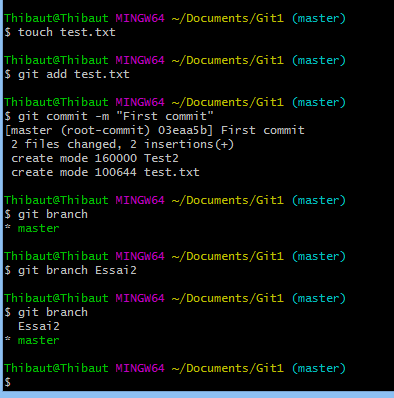 Thibaut@Thibaut MINGW64 ~/Documents/Git1 (master)
$ touch test.txt
Thibaut@Thibaut MINGW64 ~/Documents/Git1 (master)
$ git add test.txt
Thibaut@Thibaut MINGW64 ~/Documents/Git1 (master)
$ git commit -m "First commit"
[master (root-commit) 03eaa5b] First commit
 2 files changed, 2 insertions(+)
 create mode 160000 Test2
 create mode 100644 test.txt
Thibaut@Thibaut MINGW64 ~/Documents/Git1 (master)
$ git branch
* master
Thibaut@Thibaut MINGW64 ~/Documents/Git1 (master)
$ git branch Essai2
Thibaut@Thibaut MINGW64 ~/Documents/Git1 (master)
$ git branch
  Essai2
* master
Thibaut@Thibaut MINGW64 ~/Documents/Git1 (master)
$